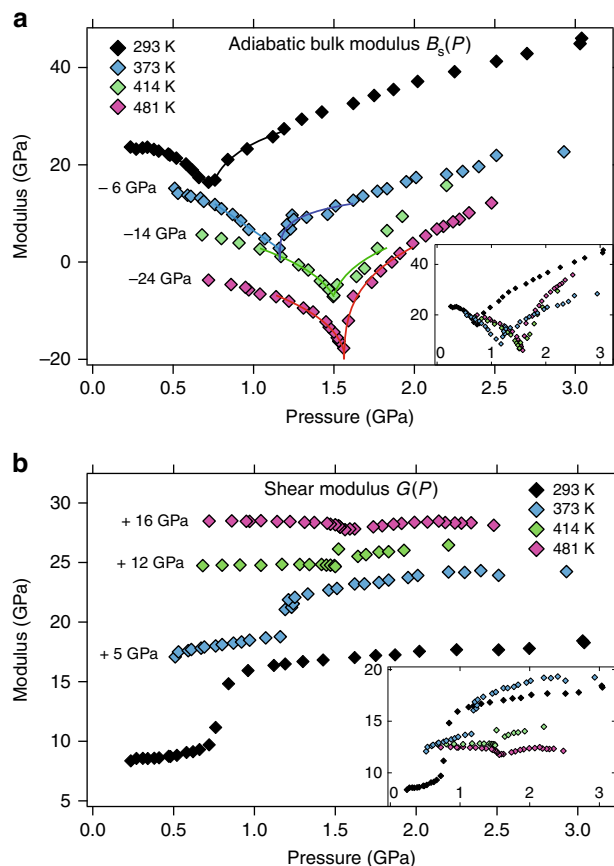 a
Adiabatic bulk modulus Bs(P)
293 K
373 K
414 K
481 K
– 6 GPa
–14 GPa
–24 GPa
Modulus (GPa)
40
20
0
–20
0.0 0.5 1.0 1.5 2.0 2.5 3.0
Pressure (GPa)
40
20
0 1 2 3
b
Shear modulus G(P)
293 K
373 K
414 K
481 K
+ 16 GPa
+ 12 GPa
+ 5 GPa
Modulus (GPa)
30
25
20
15
10
5
0.0 0.5 1.0 1.5 2.0 2.5 3.0
Pressure (GPa)
20
15
10
0 1 2 3